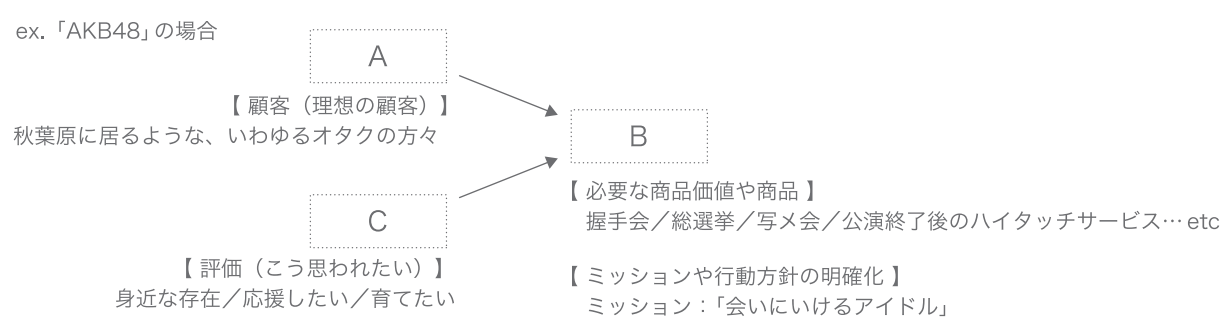 ex.「AKB48」の場合
A
【 顧客（理想の顧客）】
秋葉原に居るような、いわゆるオタクの方々
B
【 必要な商品価値や商品 】
握手会／総選挙／写メ会／公演終了後のハイタッチサービス… etc
C
【 評価（こう思われたい）】
身近な存在／応援したい／育てたい
【 ミッションや行動方針の明確化 】
ミッション：「会いにいけるアイドル」